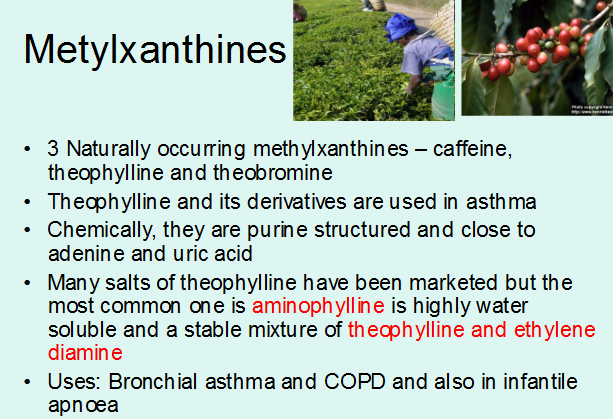 Metylxanthines
• 3 Naturally occurring methylxanthines – caffeine,
theophylline and theobromine
• Theophylline and its derivatives are used in asthma
• Chemically, they are purine structured and close to
adenine and uric acid
• Many salts of theophylline have been marketed but the
most common one is aminophylline is highly water
soluble and a stable mixture of theophylline and ethylene
diamine
• Uses: Bronchial asthma and COPD and also in infantile
apnoea